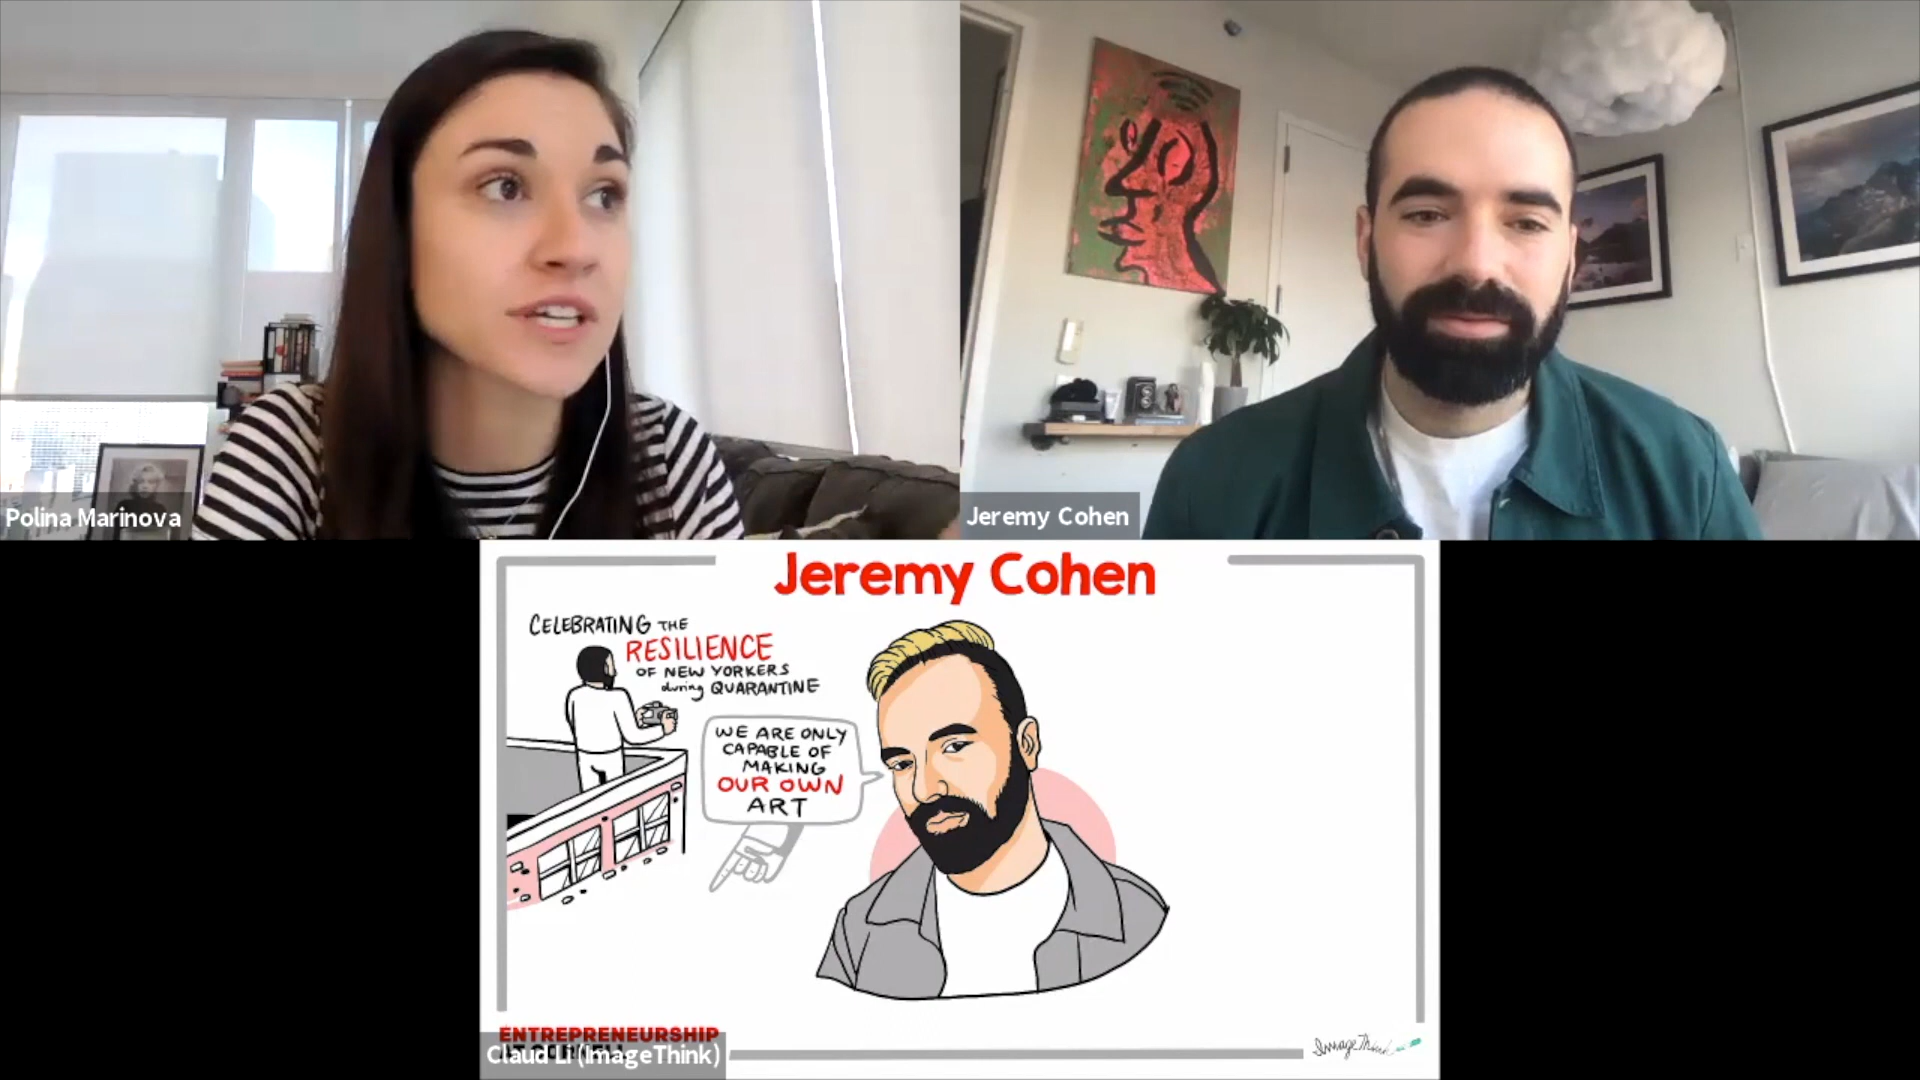 Polina Marinova
Jeremy Cohen
Jeremy Cohen
CELEBRATING THE
RESILIENCE
OF NEW YORKERS
during QUARANTINE
WE ARE ONLY
CAPABLE OF
MAKING
OUR OWN
ART
ENTREPRENEURSHIP
Claud Li (ImageThink)
ImageThink